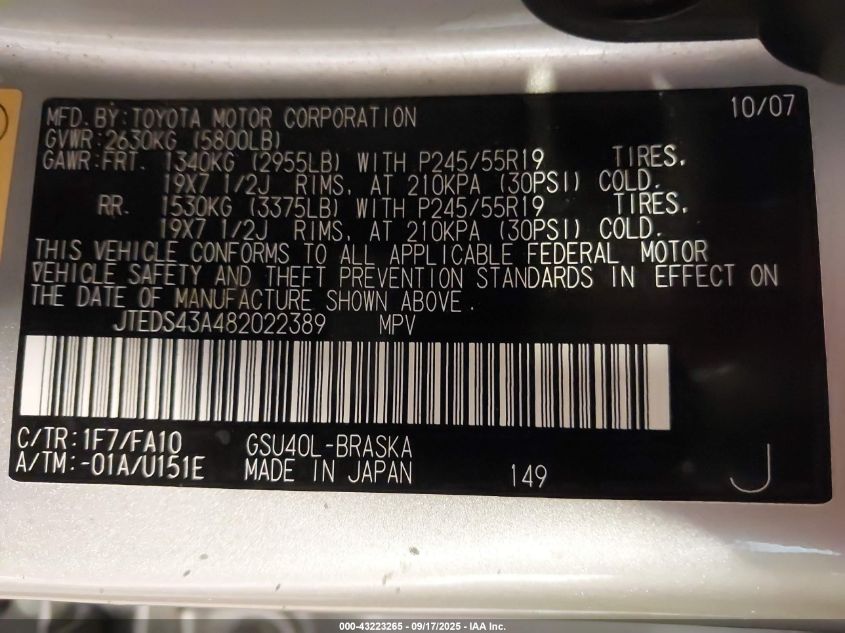 MFD. BY: TOYOTA MOTOR CORPORATION 10/07
GVWR: 2630KG (5800LB)
GAWR: FRT. 1340KG (2955LB) WITH P245/55R19 TIRES,
19X7 1/2J RIMS, AT 210KPA (30PSI) COLD.
RR. 1530KG (3375LB) WITH P245/55R19 TIRES,
19X7 1/2J RIMS, AT 210KPA (30PSI) COLD.
THIS VEHICLE CONFORMS TO ALL APPLICABLE FEDERAL MOTOR
VEHICLE SAFETY AND THEFT PREVENTION STANDARDS IN EFFECT ON
THE DATE OF MANUFACTURE SHOWN ABOVE.
JTEDS43A482022389 MPV
C/TR: 1F7/FA10 GSU40L-BRASKA
A/TM: -01A/U151E MADE IN JAPAN 149 J
000-43223265 - 09/17/2025 - IAA Inc.